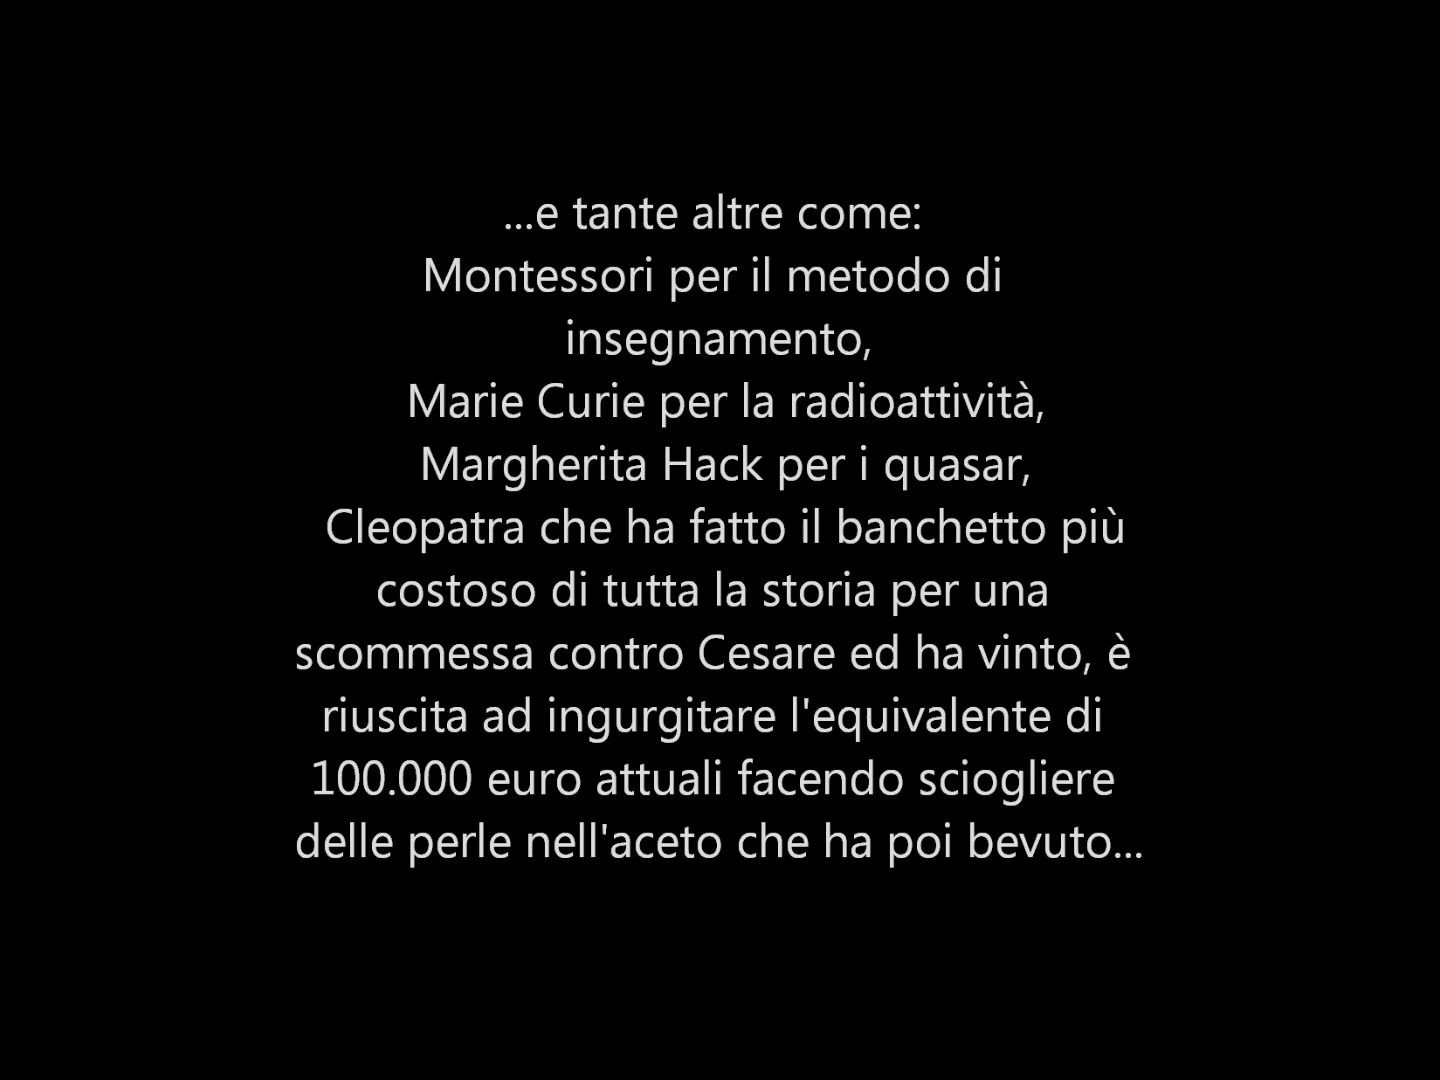 ...e tante altre come:
Montessori per il metodo di
insegnamento,
Marie Curie per la radioattività,
Margherita Hack per i quasar,
Cleopatra che ha fatto il banchetto più
costoso di tutta la storia per una
scommessa contro Cesare ed ha vinto, è
riuscita ad ingurgitare l'equivalente di
100.000 euro attuali facendo sciogliere
delle perle nell'aceto che ha poi bevuto...